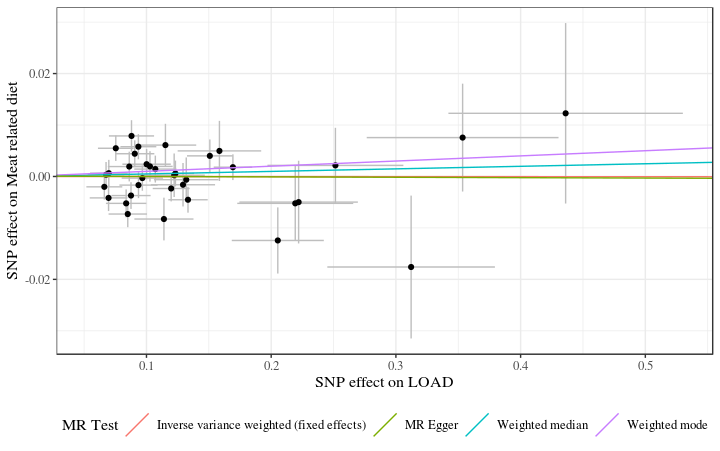 SNP effect on Meat related diet
0.02
0.00
-0.02
0.1 0.2 0.3 0.4 0.5
SNP effect on LOAD
MR Test Inverse variance weighted (fixed effects) MR Egger Weighted median Weighted mode